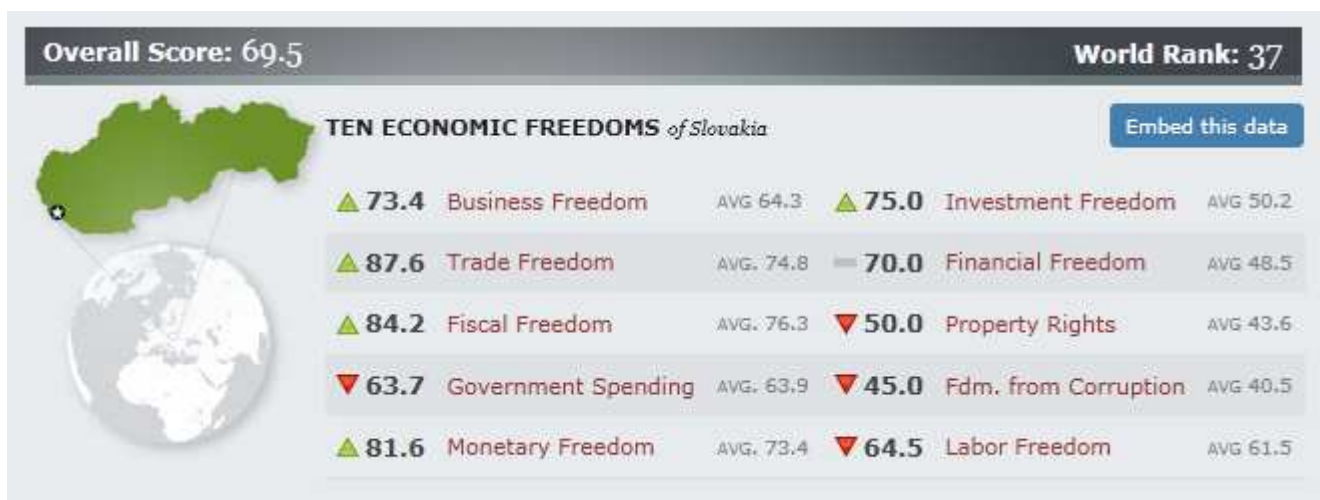 Overall Score: 69.5 World Rank: 37
TEN ECONOMIC FREEDOMS of Slovakia Embed this data
73.4 Business Freedom AVG 64.3 75.0 Investment Freedom AVG 50.2
87.6 Trade Freedom AVG. 74.8 70.0 Financial Freedom AVG 48.5
84.2 Fiscal Freedom AVG. 76.3 50.0 Property Rights AVG 43.6
63.7 Government Spending AVG. 63.9 45.0 Fdm. from Corruption AVG 40.5
81.6 Monetary Freedom AVG. 73.4 64.5 Labor Freedom AVG 61.5